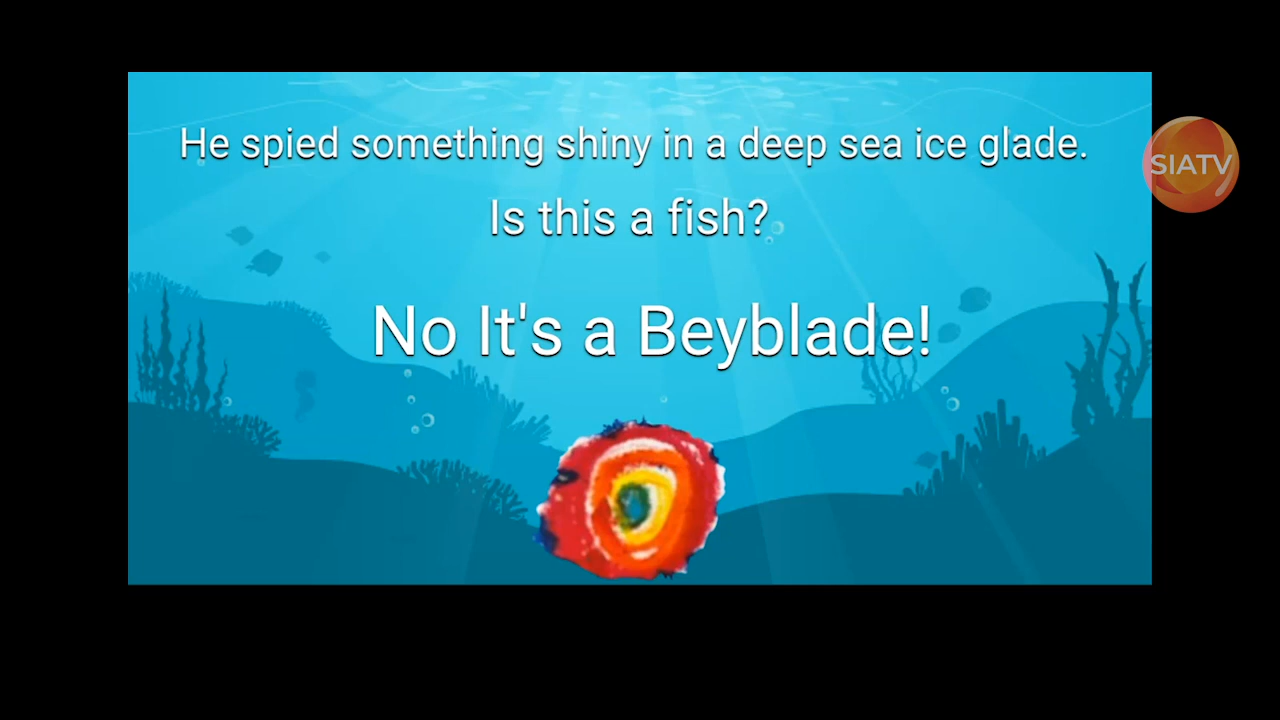 He spied something shiny in a deep sea ice glade.
Is this a fish?
No It's a Beyblade!
SIATV